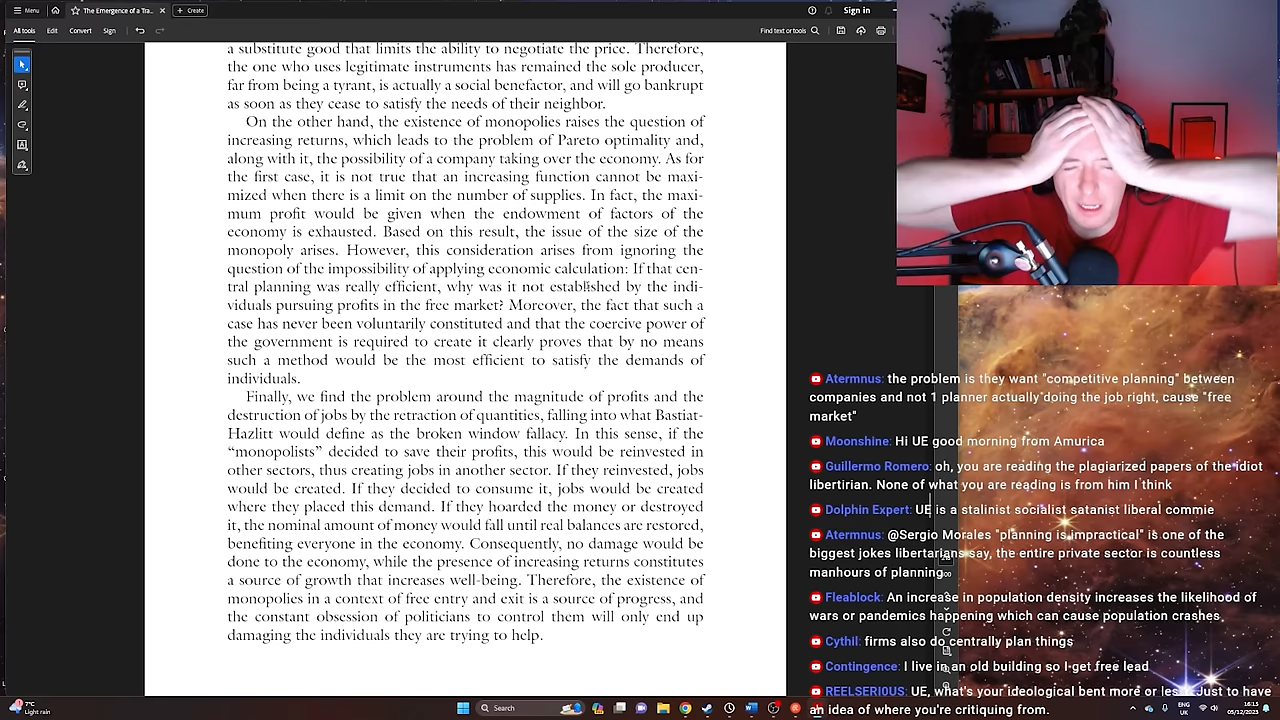 Menu
The Emergence of a Tra...
Create
Sign in
All tools
Edit
Convert
Sign
Find text or tools
a substitute good that limits the ability to negotiate the price. Therefore,
the one who uses legitimate instruments has remained the sole producer,
far from being a tyrant, is actually a social benefactor, and will go bankrupt
as soon as they cease to satisfy the needs of their neighbor.
On the other hand, the existence of monopolies raises the question of
increasing returns, which leads to the problem of Pareto optimality and,
along with it, the possibility of a company taking over the economy. As for
the first case, it is not true that an increasing function cannot be maxi-
mized when there is a limit on the number of supplies. In fact, the maxi-
mum profit would be given when the endowment of factors of the
economy is exhausted. Based on this result, the issue of the size of the
monopoly arises. However, this consideration arises from ignoring the
question of the impossibility of applying economic calculation: If that cen-
tral planning was really efficient, why was it not established by the indi-
viduals pursuing profits in the free market? Moreover, the fact that such a
case has never been voluntarily constituted and that the coercive power of
the government is required to create it clearly proves that by no means
such a method would be the most efficient to satisfy the demands of
individuals.
Finally, we find the problem around the magnitude of profits and the
destruction of jobs by the retraction of quantities, falling into what Bastiat-
Hazlitt would define as the broken window fallacy. In this sense, if the
“monopolists” decided to save their profits, this would be reinvested in
other sectors, thus creating jobs in another sector. If they reinvested, jobs
would be created. If they decided to consume it, jobs would be created
where they placed this demand. If they hoarded the money or destroyed
it, the nominal amount of money would fall until real balances are restored,
benefiting everyone in the economy. Consequently, no damage would be
done to the economy, while the presence of increasing returns constitutes
a source of growth that increases well-being. Therefore, the existence of
monopolies in a context of free entry and exit is a source of progress, and
the constant obsession of politicians to control them will only end up
damaging the individuals they are trying to help.
Atermnus: the problem is they want "competitive planning" between
companies and not 1 planner actually doing the job right, cause "free
market"
Moonshine: Hi UE good morning from Amurica
Guillermo Romero: oh, you are reading the plagiarized papers of the idiot
libertirian. None of what you are reading is from him I think
Dolphin Expert: UE is a stalinist socialist satanist liberal commie
Atermnus: @Sergio Morales "planning is impractical" is one of the
biggest jokes libertarians say, the entire private sector is countless
manhours of planning
Fleablock: An increase in population density increases the likelihood of
wars or pandemics happening which can cause population crashes
Cythil: firms also do centrally plan things
Contingence: I live in an old building so I get free lead
REELSERI0US: UE, what's your ideological bent more or less? Just to have
an idea of where you're critiquing from.
7°C
Light rain
Search
ENG
UK
16:15
05/12/2023